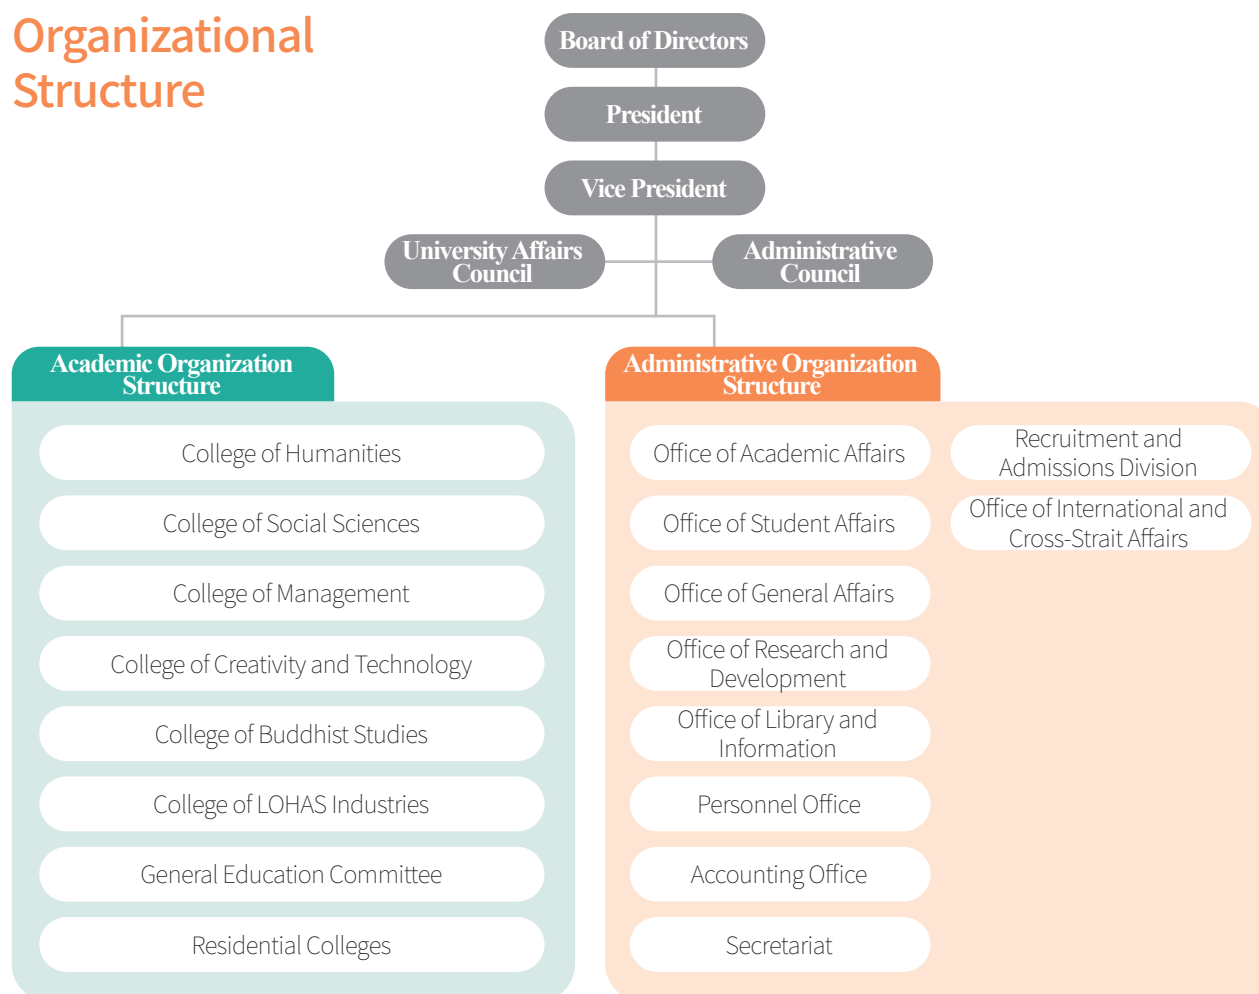 Organizational
Structure
Board of Directors
President
Vice President
University Affairs
Council
Administrative
Council
Academic Organization
Structure
College of Humanities
College of Social Sciences
College of Management
College of Creativity and Technology
College of Buddhist Studies
College of LOHAS Industries
General Education Committee
Residential Colleges
Administrative Organization
Structure
Office of Academic Affairs
Office of Student Affairs
Office of General Affairs
Office of Research and
Development
Office of Library and
Information
Personnel Office
Accounting Office
Secretariat
Recruitment and
Admissions Division
Office of International and
Cross-Strait Affairs